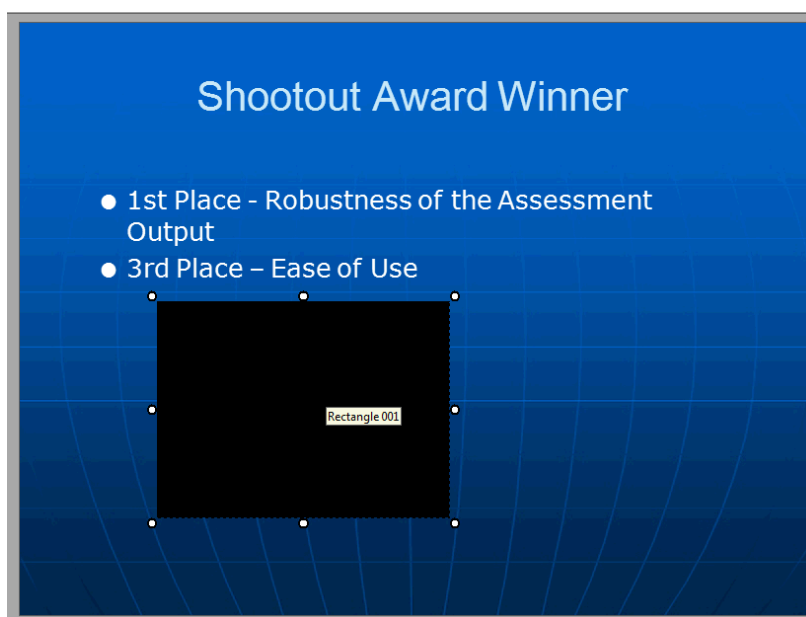 Shootout Award Winner
● 1st Place - Robustness of the Assessment
Output
● 3rd Place – Ease of Use
Rectangle 001